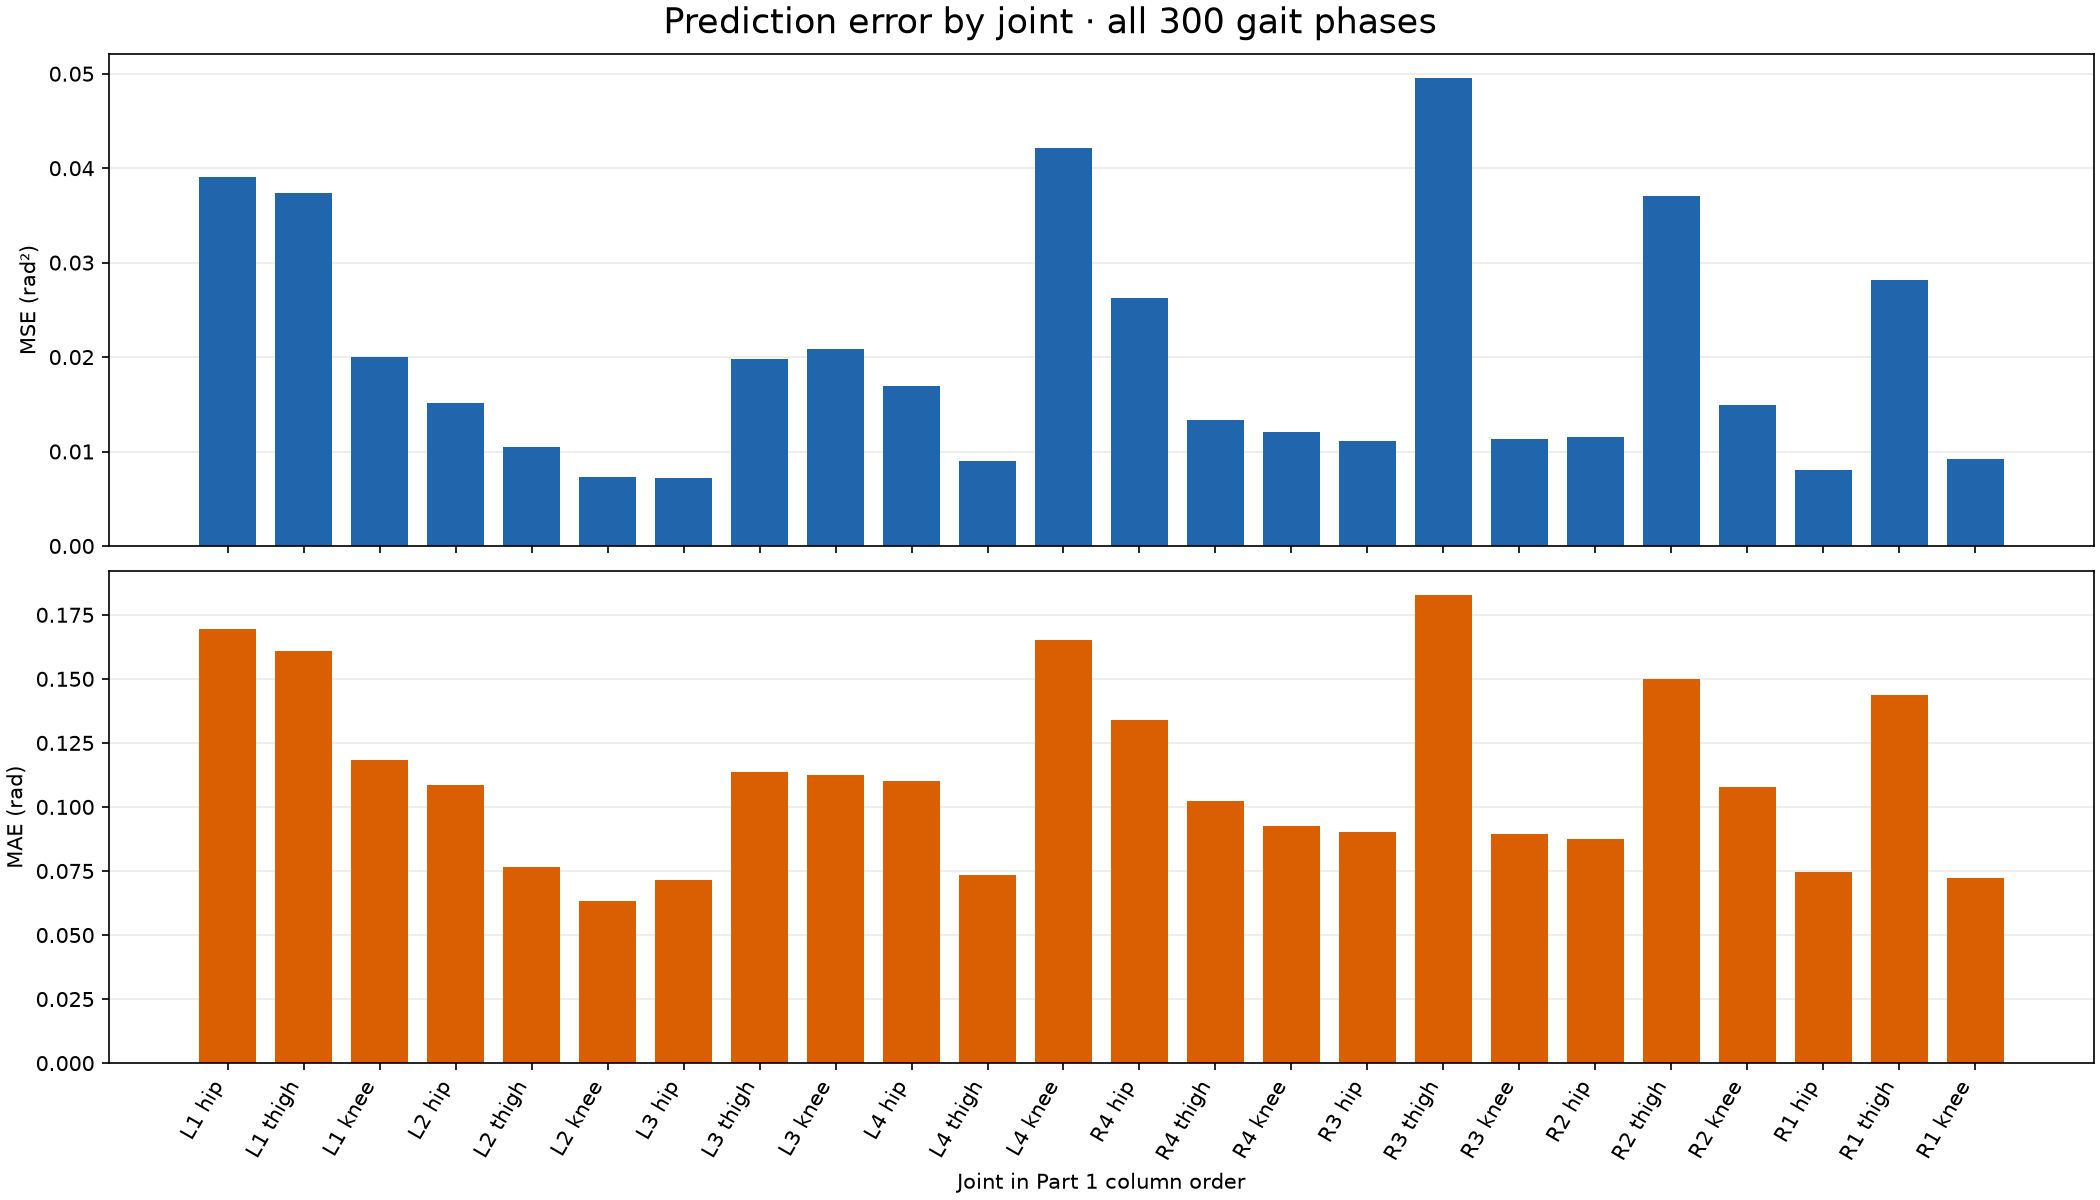 Prediction error by joint · all 300 gait phases
MSE (rad²)
0.05
0.04
0.03
0.02
0.01
0.00
MAE (rad)
0.175
0.150
0.125
0.100
0.075
0.050
0.025
0.000
L1 hip
L1 thigh
L1 knee
L2 hip
L2 thigh
L2 knee
L3 hip
L3 thigh
L3 knee
L4 hip
L4 thigh
L4 knee
R4 hip
R4 thigh
R4 knee
R3 hip
R3 thigh
R3 knee
R2 hip
R2 thigh
R2 knee
R1 hip
R1 thigh
R1 knee
Joint in Part 1 column order